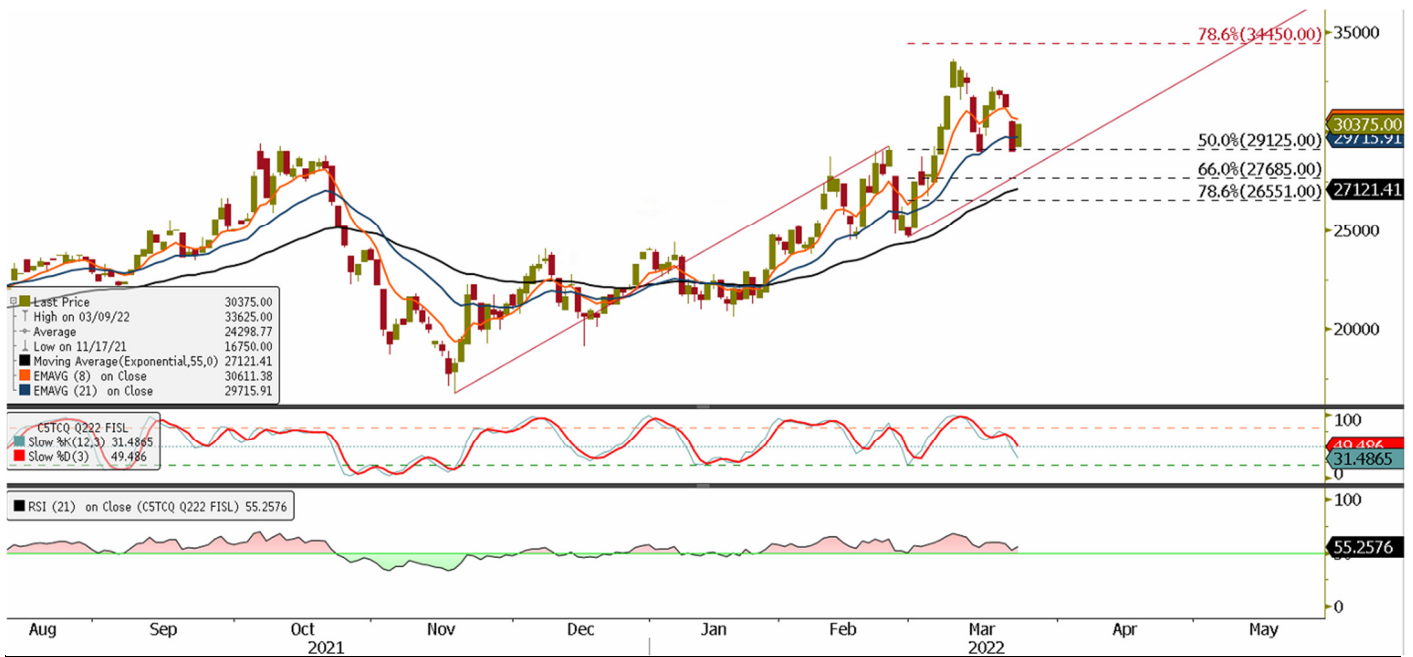 78.6%(34450.00)
35000
30375.00
29715.91
50.0%(29125.00)
66.0%(27685.00)
78.6%(26551.00)
27121.41
25000
20000
Last Price 30375.00
High on 03/09/22 33625.00
Average 24298.77
Low on 11/17/21 16750.00
Moving Average(Exponential,55,0) 27121.41
EMAVG (8) on Close 30611.38
EMAVG (21) on Close 29715.91
C5TCQ Q222 FISL
Slow %K(12,3) 31.4865
Slow %D(3) 49.486
100
49.486
31.4865
0
RSI (21) on Close (C5TCQ Q222 FISL) 55.2576
100
55.2576
0
Aug Sep Oct Nov Dec Jan Feb Mar Apr May
2021 2022